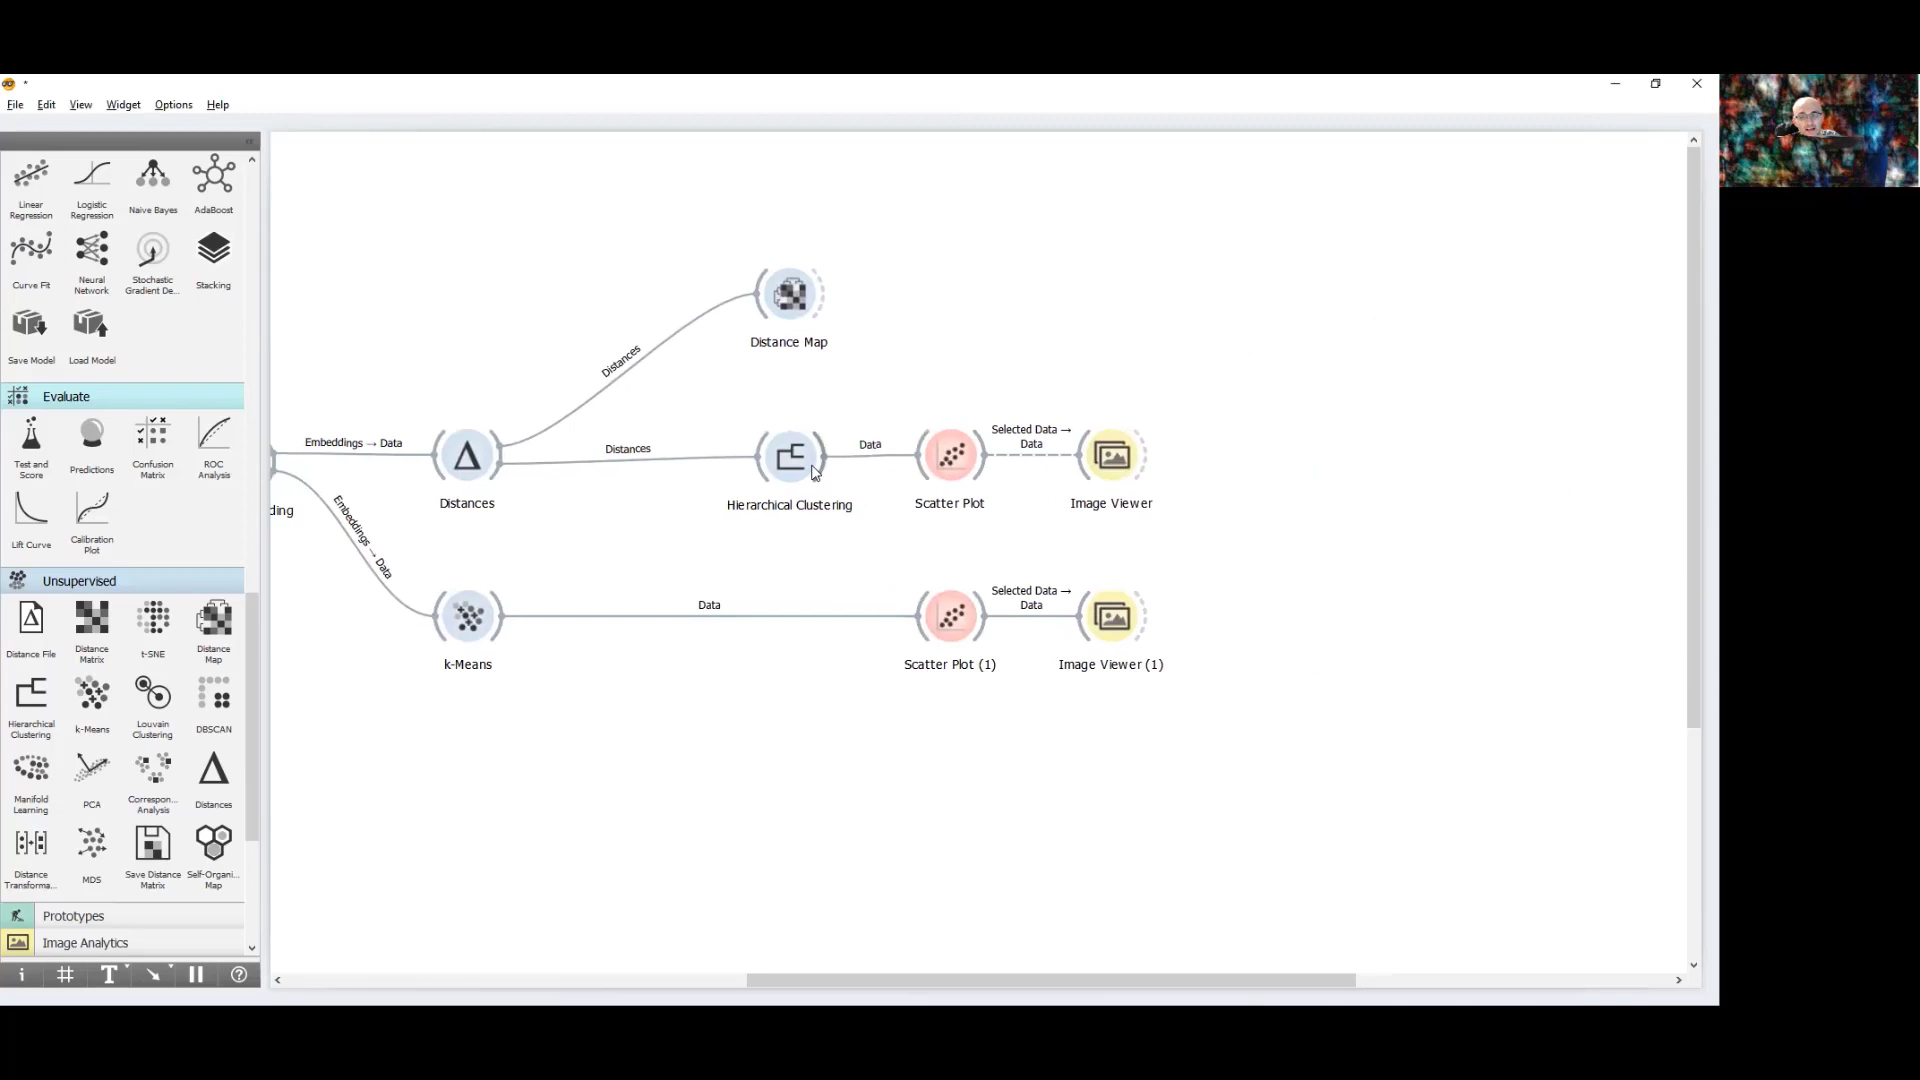 *
File Edit View Widget Options Help
Linear Regression
Logistic Regression
Naive Bayes
AdaBoost
Curve Fit
Neural Network
Stochastic Gradient De...
Stacking
Save Model
Load Model
Evaluate
Test and Score
Predictions
Confusion Matrix
ROC Analysis
Lift Curve
Calibration Plot
Unsupervised
Distance File
Distance Matrix
t-SNE
Distance Map
Hierarchical Clustering
k-Means
Louvain Clustering
DBSCAN
Manifold Learning
PCA
Correspon... Analysis
Distances
Distance Transforma...
MDS
Save Distance Matrix
Self-Organi... Map
Prototypes
Image Analytics
Distance Map
Distances
Embeddings → Data
Distances
Data
Selected Data →
Data
ding
Distances
Hierarchical Clustering
Scatter Plot
Image Viewer
Embeddings → Data
Data
Selected Data →
Data
k-Means
Scatter Plot (1)
Image Viewer (1)